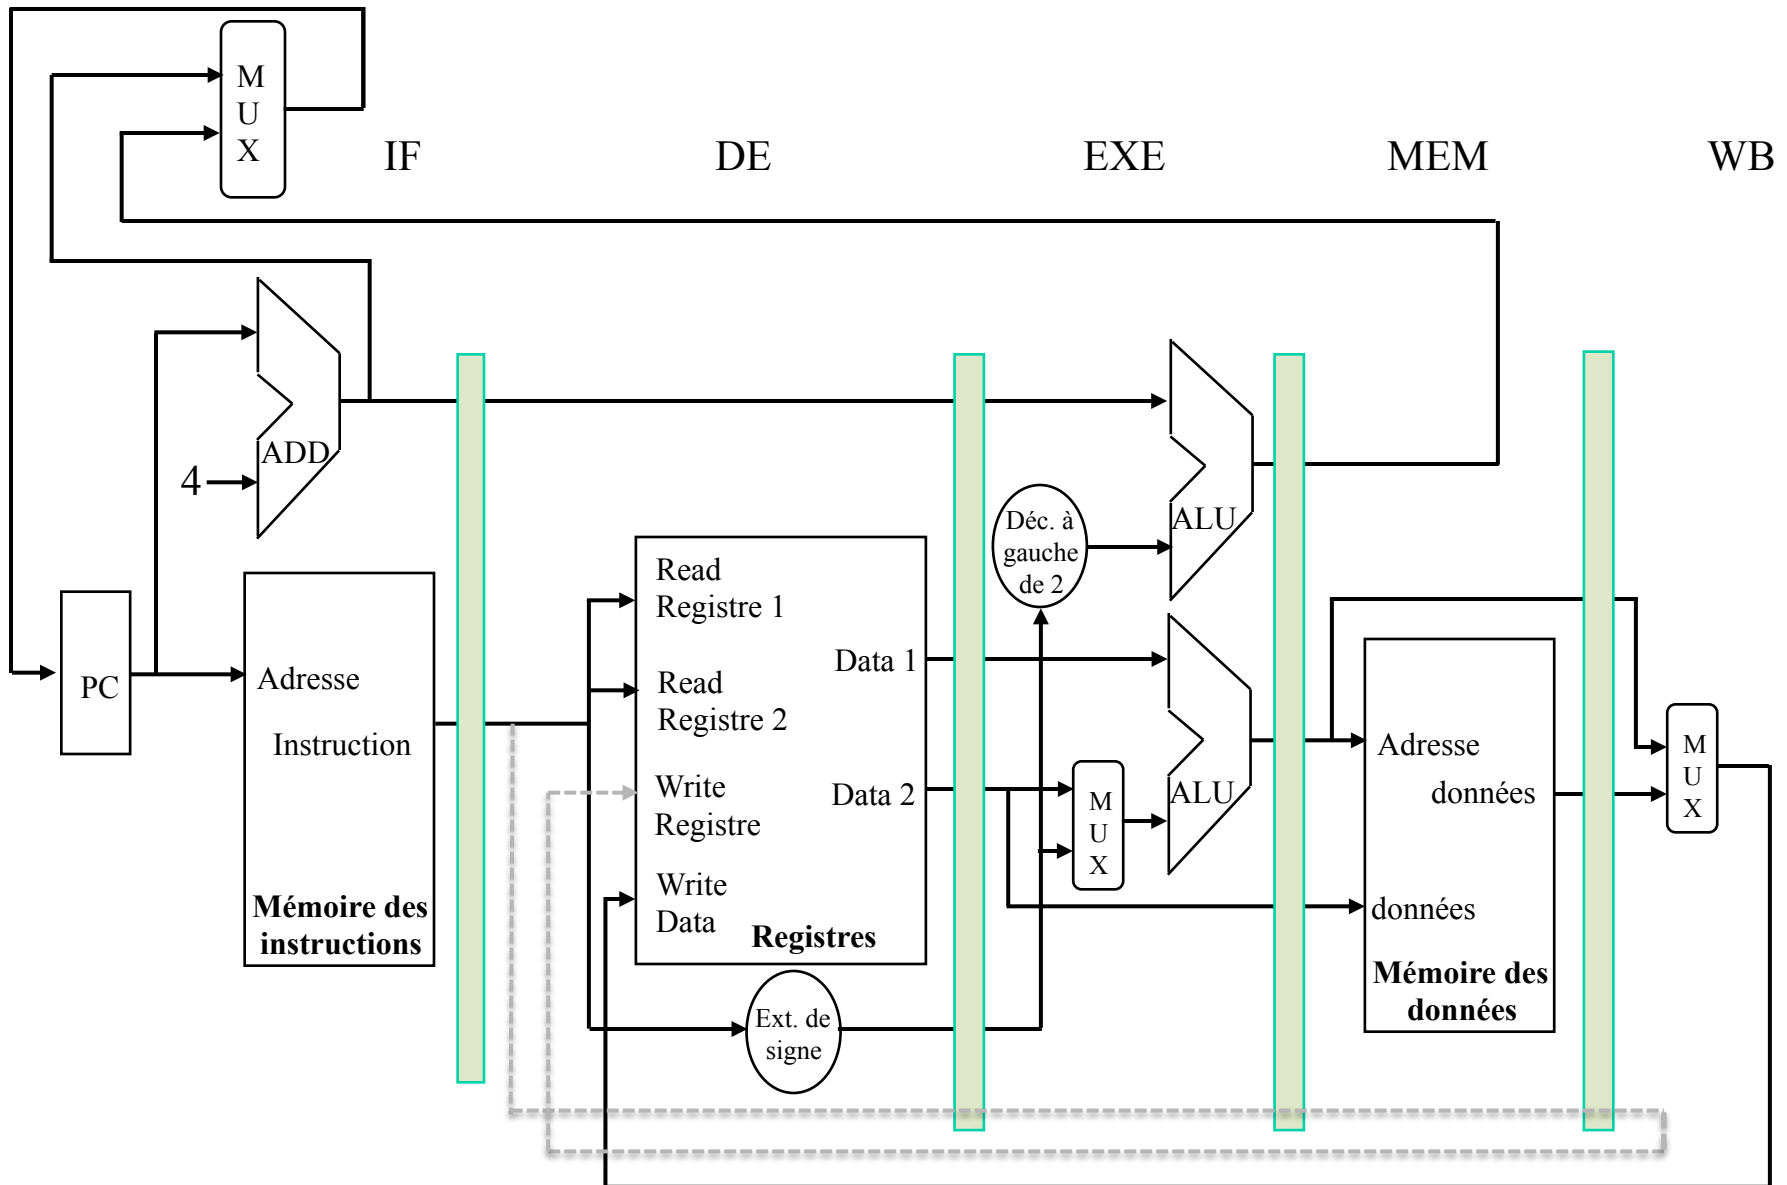 M
U
X
IF
DE
EXE
MEM
WB
ADD
4
PC
Adresse
Instruction
Mémoire des
instructions
Read
Registre 1
Read
Registre 2
Write
Registre
Write
Data
Data 1
Data 2
Registres
Ext. de
signe
Déc. à
gauche
de 2
ALU
M
U
X
ALU
Adresse
données
données
Mémoire des
données
M
U
X